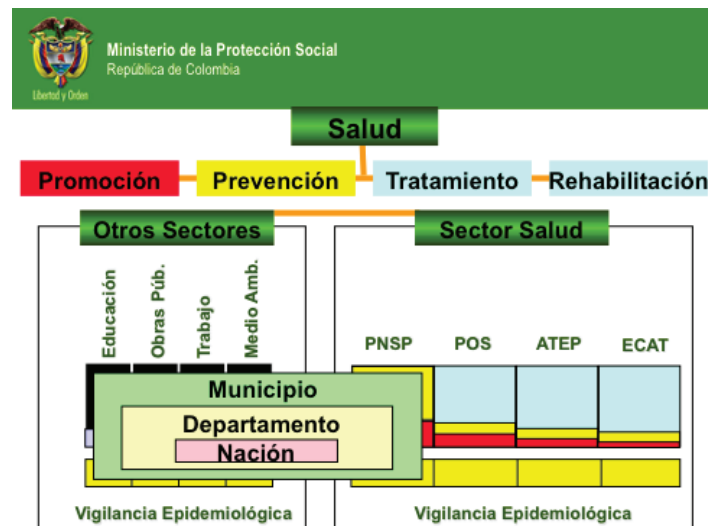 Ministerio de la Protección Social
República de Colombia
Libertad y Orden
Salud
Promoción
Prevención
Tratamiento
Rehabilitación
Otros Sectores
Sector Salud
Educación
Obras Púb.
Trabajo
Medio Amb.
PNSP
POS
ATEP
ECAT
Municipio
Departamento
Nación
Vigilancia Epidemiológica
Vigilancia Epidemiológica